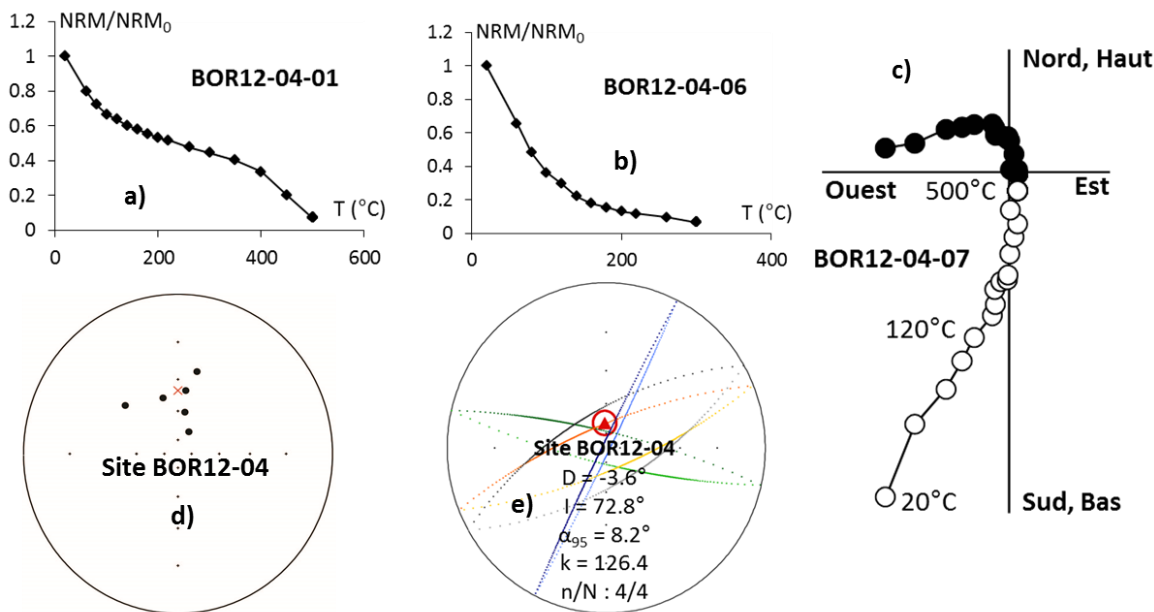 NRM/NRM₀
1.2
1
0.8
0.6
0.4
0.2
0
0
200
400
600
T (°C)
BOR12-04-01
a)
NRM/NRM₀
1.2
1
0.8
0.6
0.4
0.2
0
0
200
400
T (°C)
BOR12-04-06
b)
c)
Nord, Haut
Ouest
500°C
Est
BOR12-04-07
120°C
20°C
Sud, Bas
Site BOR12-04
d)
Site BOR12-04
D = -3.6°
e)
I = 72.8°
α₉₅ = 8.2°
k = 126.4
n/N : 4/4